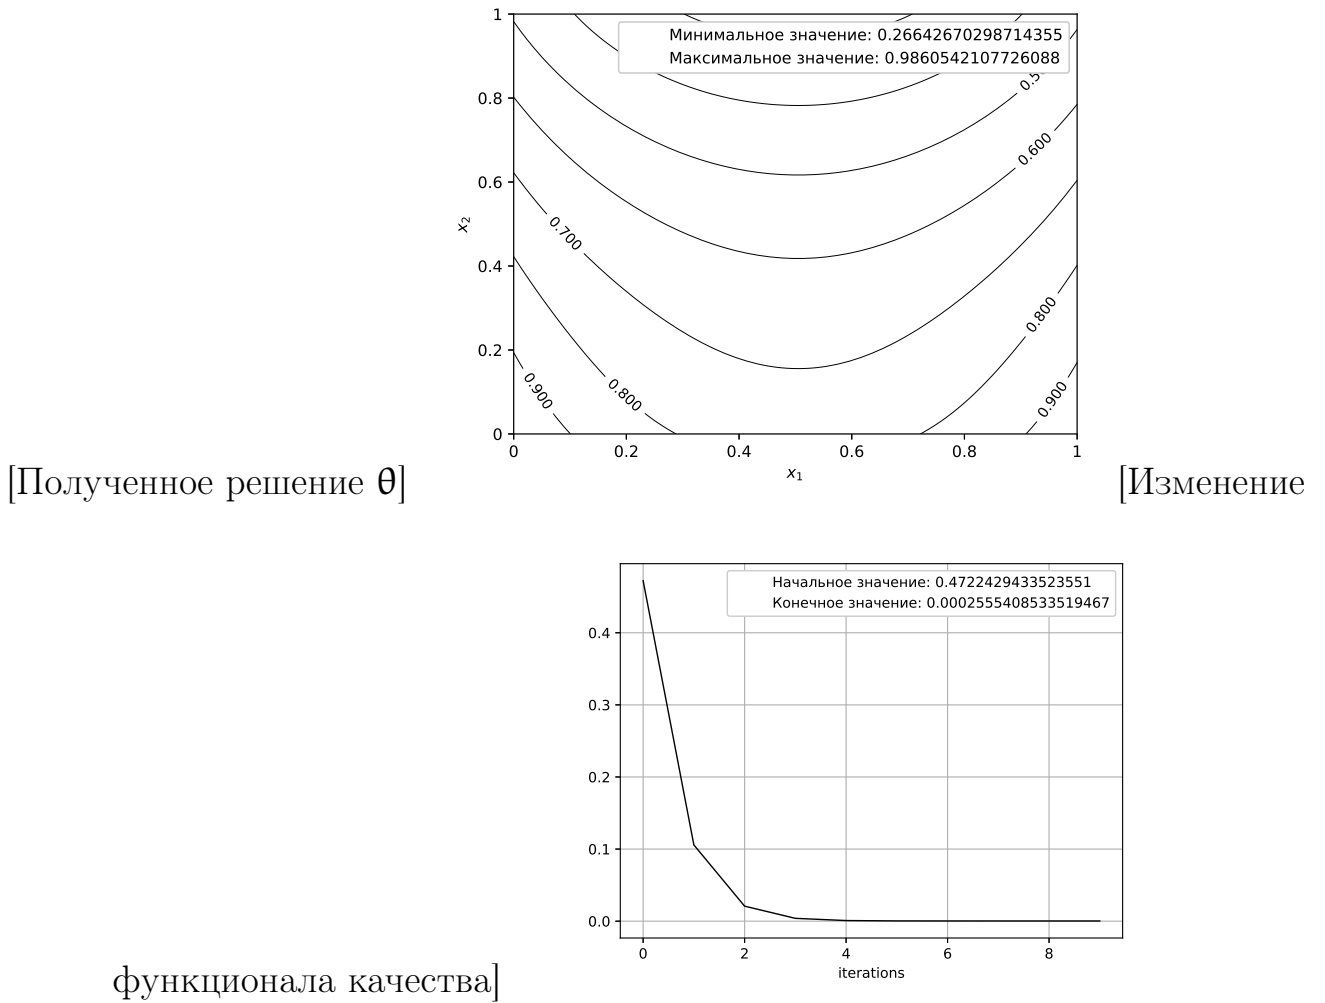 Минимальное значение: 0.26642670298714355
Максимальное значение: 0.9860542107726088
1
0.8
0.6
0.4
0.2
0
x₂
0.600
0.700
0.800
0.900
0.800
0.900
0 0.2 0.4 0.6 0.8 1
x₁
[Полученное решение θ] [Изменение
Начальное значение: 0.4722429433523551
Конечное значение: 0.0002555408533519467
0.4
0.3
0.2
0.1
0.0
0 2 4 6 8
iterations
функционала качества]